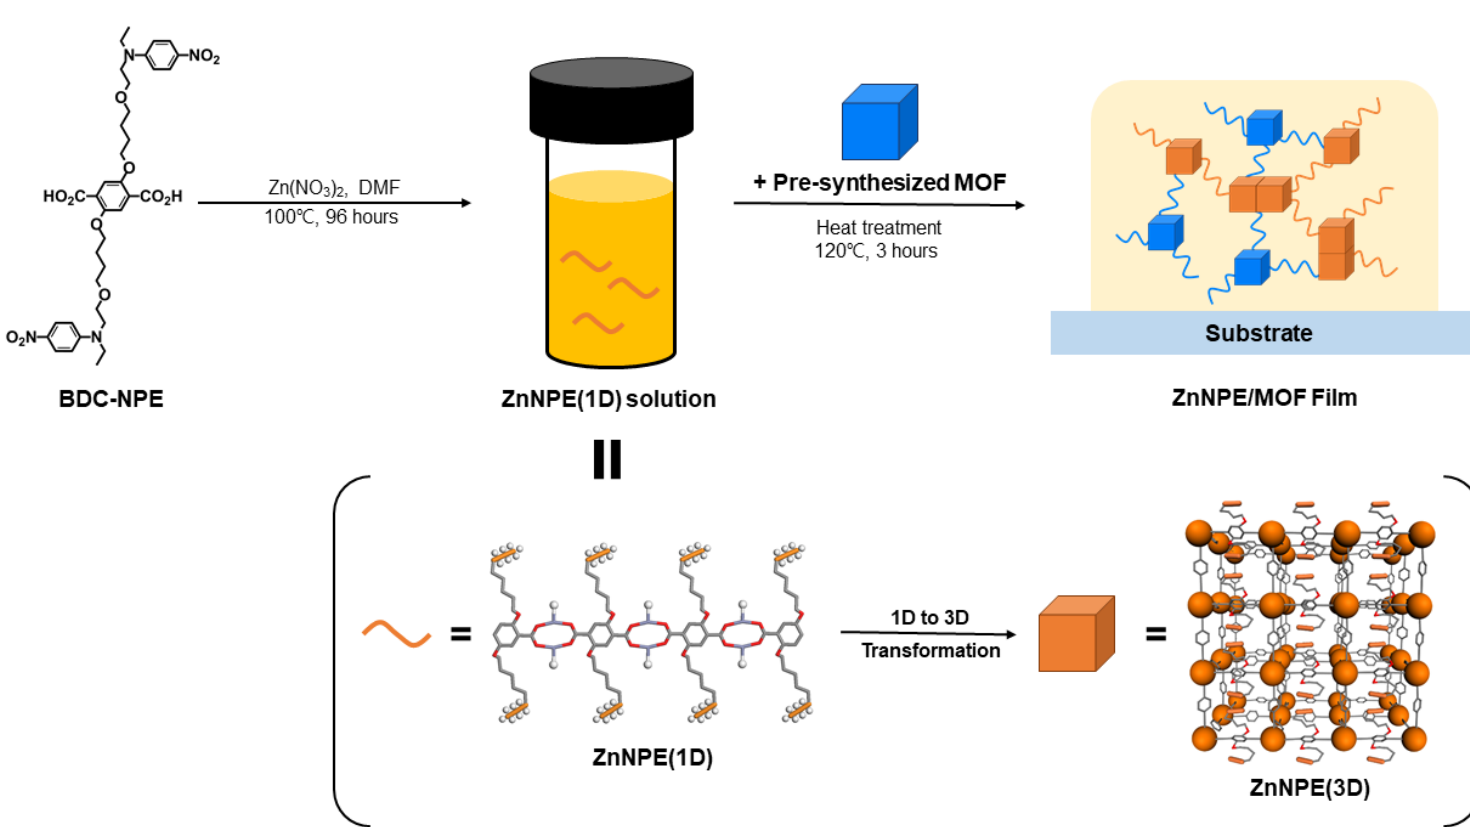 N
NO₂
O
O
HO₂C
CO₂H
O
O
O₂N
N
BDC-NPE
Zn(NO₃)₂, DMF
100℃, 96 hours
ZnNPE(1D) solution
+ Pre-synthesized MOF
Heat treatment
120℃, 3 hours
Substrate
ZnNPE/MOF Film
=
=
ZnNPE(1D)
1D to 3D
Transformation
=
ZnNPE(3D)